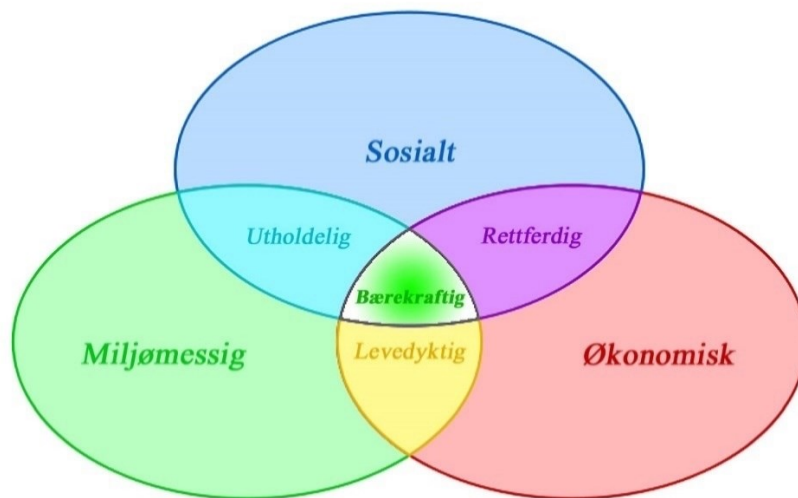 Sosialt
Utholdelig
Rettferdig
Bærekraftig
Miljømessig
Levedyktig
Økonomisk